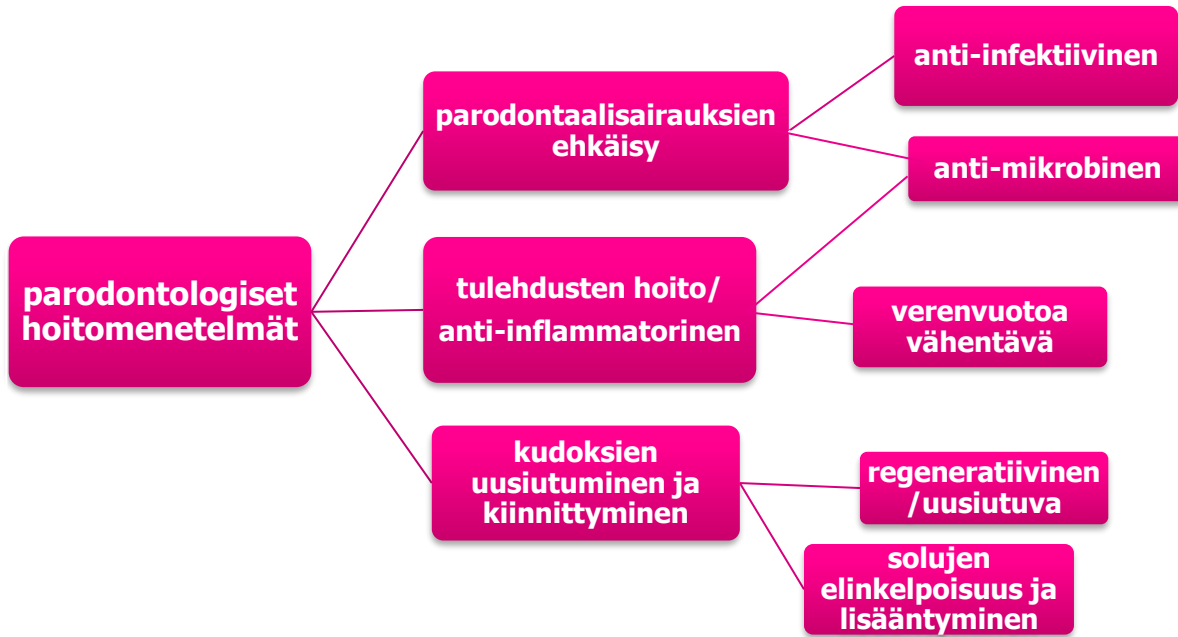 parodontologiset
hoitomenetelmät
parodontaalisairauksien
ehkäisy
anti-infektiivinen
anti-mikrobinen
tulehdusten hoito/
anti-inflammatorinen
verenvuotoa
vähentävä
kudoksien
uusiutuminen ja
kiinnittyminen
regeneratiivinen
/uusiutuva
solujen
elinkelpoisuus ja
lisääntyminen